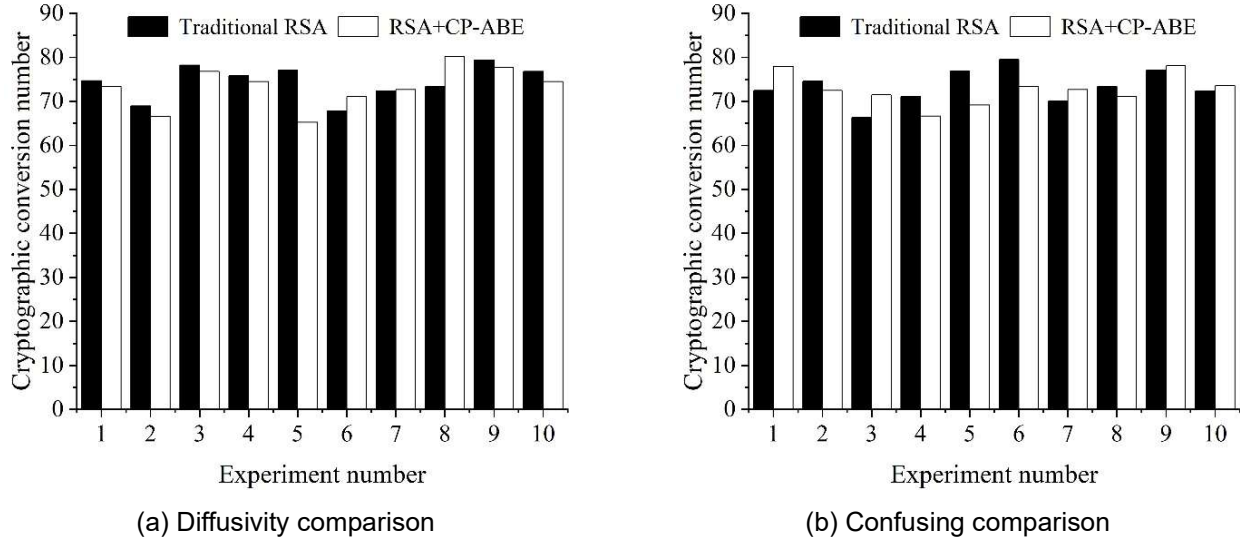 Traditional RSA RSA+CP-ABE
Cryptographic conversion number
90
80
70
60
50
40
30
20
10
0
1 2 3 4 5 6 7 8 9 10
Experiment number
(a) Diffusivity comparison
Traditional RSA RSA+CP-ABE
Cryptographic conversion number
90
80
70
60
50
40
30
20
10
0
1 2 3 4 5 6 7 8 9 10
Experiment number
(b) Confusing comparison